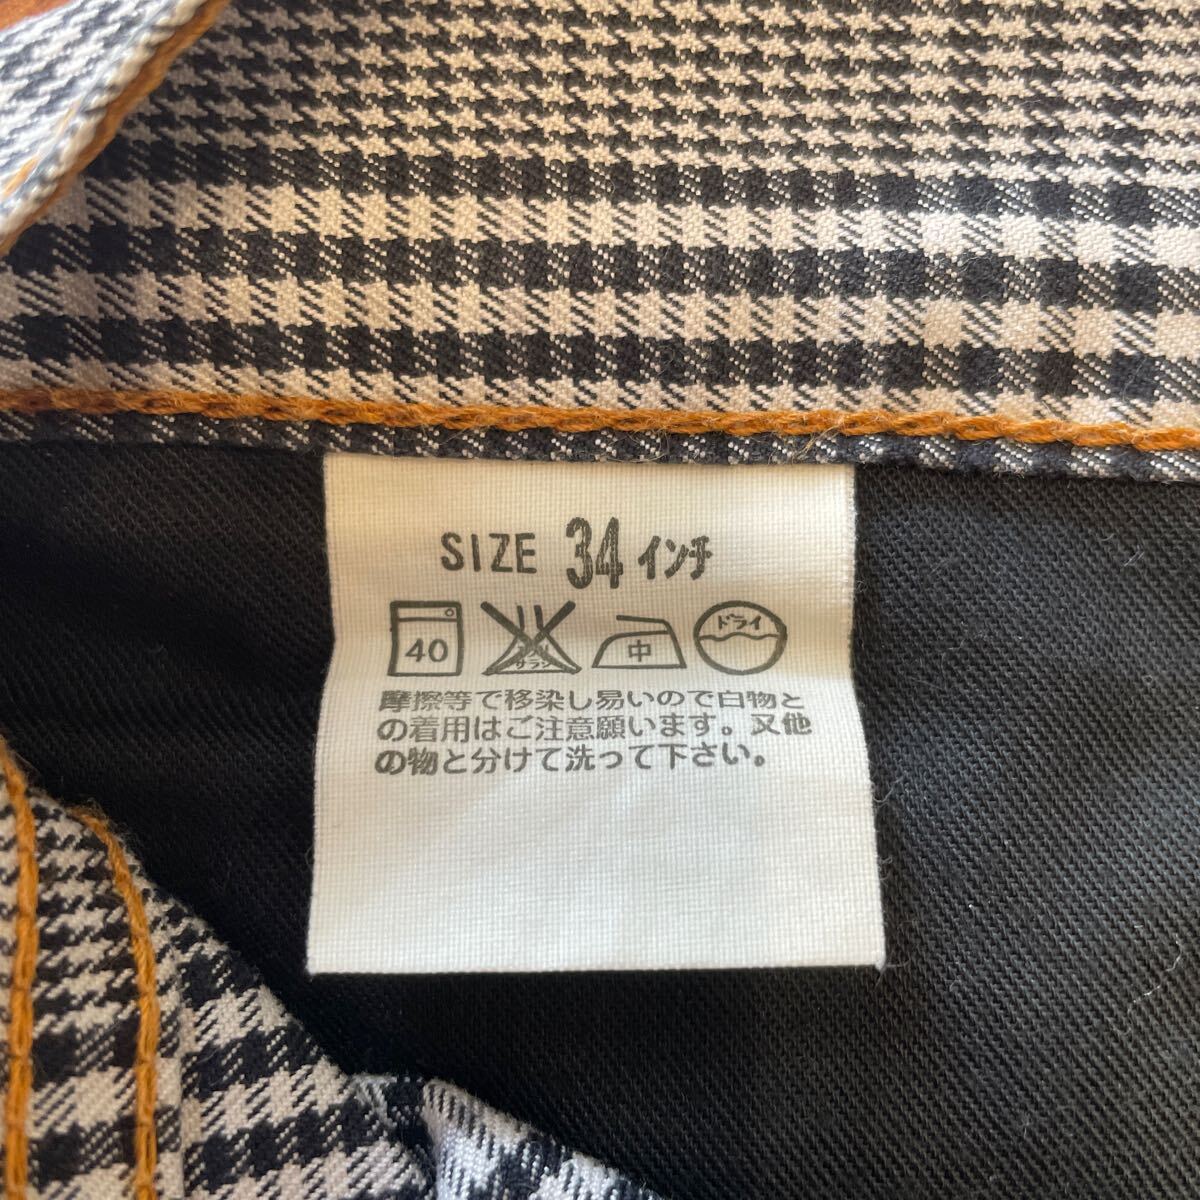 SIZE 34インチ
40 中 ドライ
摩擦等で移染し易いので白物と
の着用はご注意願います。又他
の物と分けて洗って下さい。